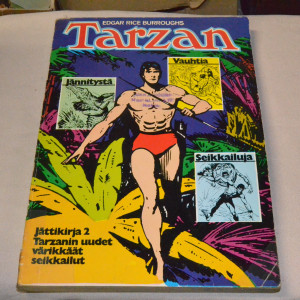 EDGAR RICE BURROUGHS
Tarzan
Vauhtia
Jännitystä
Seikkailuja
Jättikirja 2
Tarzanin uudet
värikkäät
seikkailut